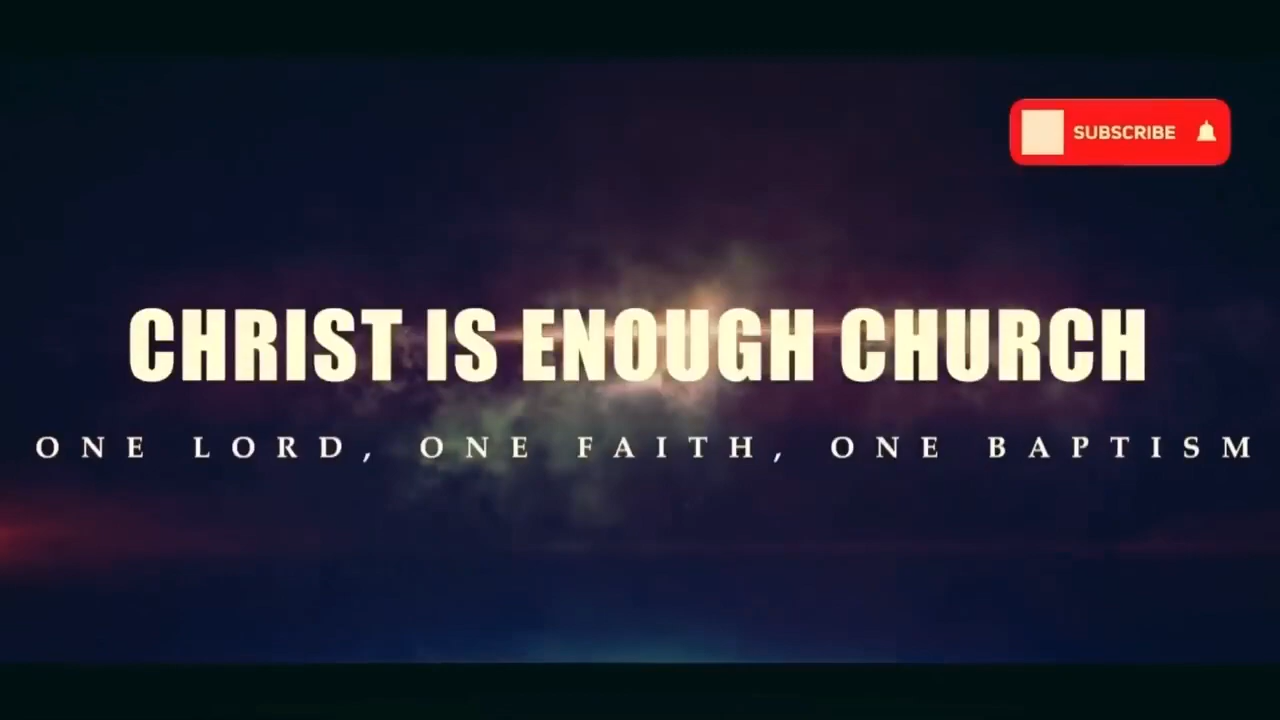 SUBSCRIBE
CHRIST IS ENOUGH CHURCH
ONE LORD, ONE FAITH, ONE BAPTISM